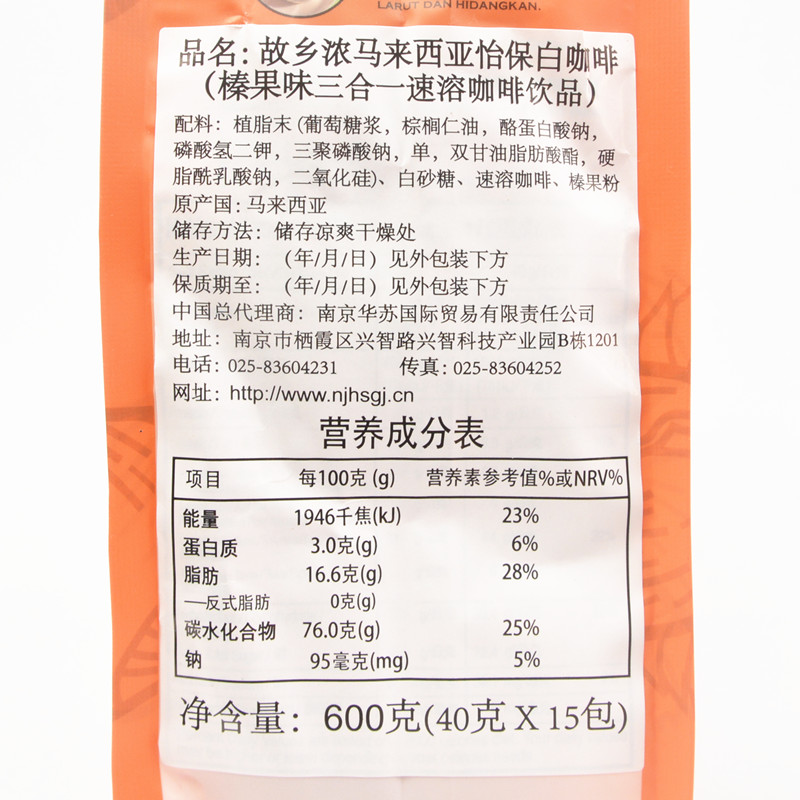 LARUT DAN HIDANGKAN.
品名: 故乡浓马来西亚怡保白咖啡
（榛果味三合一速溶咖啡饮品）
配料: 植脂末 (葡萄糖浆, 棕榈仁油, 酪蛋白酸钠,
磷酸氢二钾, 三聚磷酸钠, 单, 双甘油脂肪酸酯, 硬
脂酰乳酸钠, 二氧化硅)、白砂糖、速溶咖啡、榛果粉
原产国: 马来西亚
储存方法: 储存凉爽干燥处
生产日期: （年/月/日）见外包装下方
保质期至: （年/月/日）见外包装下方
中国总代理商: 南京华苏国际贸易有限责任公司
地址: 南京市栖霞区兴智路兴智科技产业园B栋1201
电话: 025-83604231 传真: 025-83604252
网址: http://www.njhsgj.cn
营养成分表
项目 每100克 (g) 营养素参考值%或NRV%
能量 1946千焦(kJ) 23%
蛋白质 3.0克(g) 6%
脂肪 16.6克(g) 28%
—反式脂肪 0克(g)
碳水化合物 76.0克(g) 25%
钠 95毫克(mg) 5%
净含量: 600克(40克 X 15包)